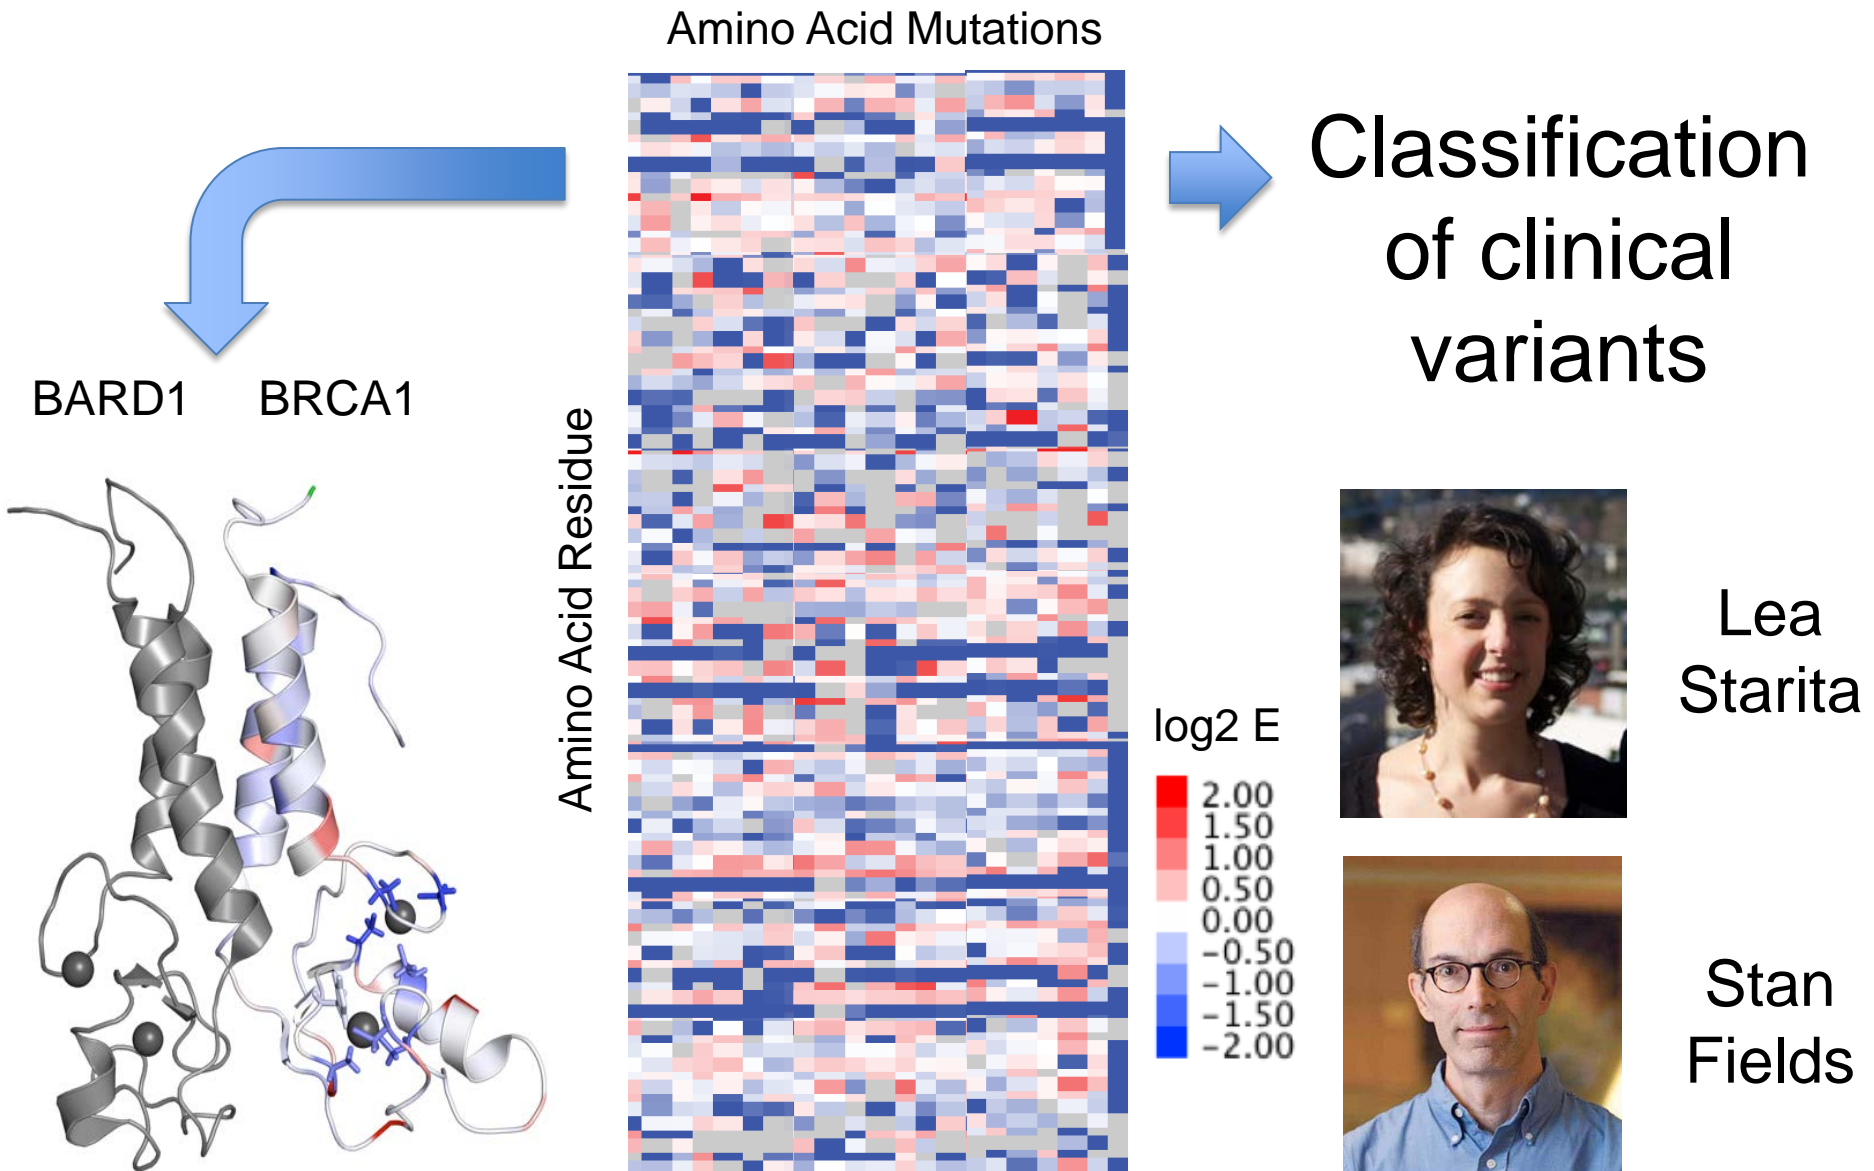 Amino Acid Mutations
Classification
of clinical
variants
BARD1
BRCA1
Amino Acid Residue
Lea
Starita
log2 E
2.00
1.50
1.00
0.50
0.00
−0.50
−1.00
−1.50
−2.00
Stan
Fields